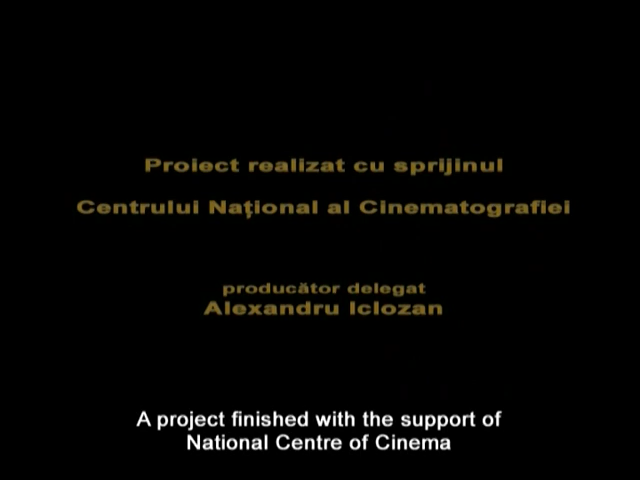 Proiect realizat cu sprijinul
Centrului Naţional al Cinematografiei
producător delegat
Alexandru Iclozan
A project finished with the support of
National Centre of Cinema